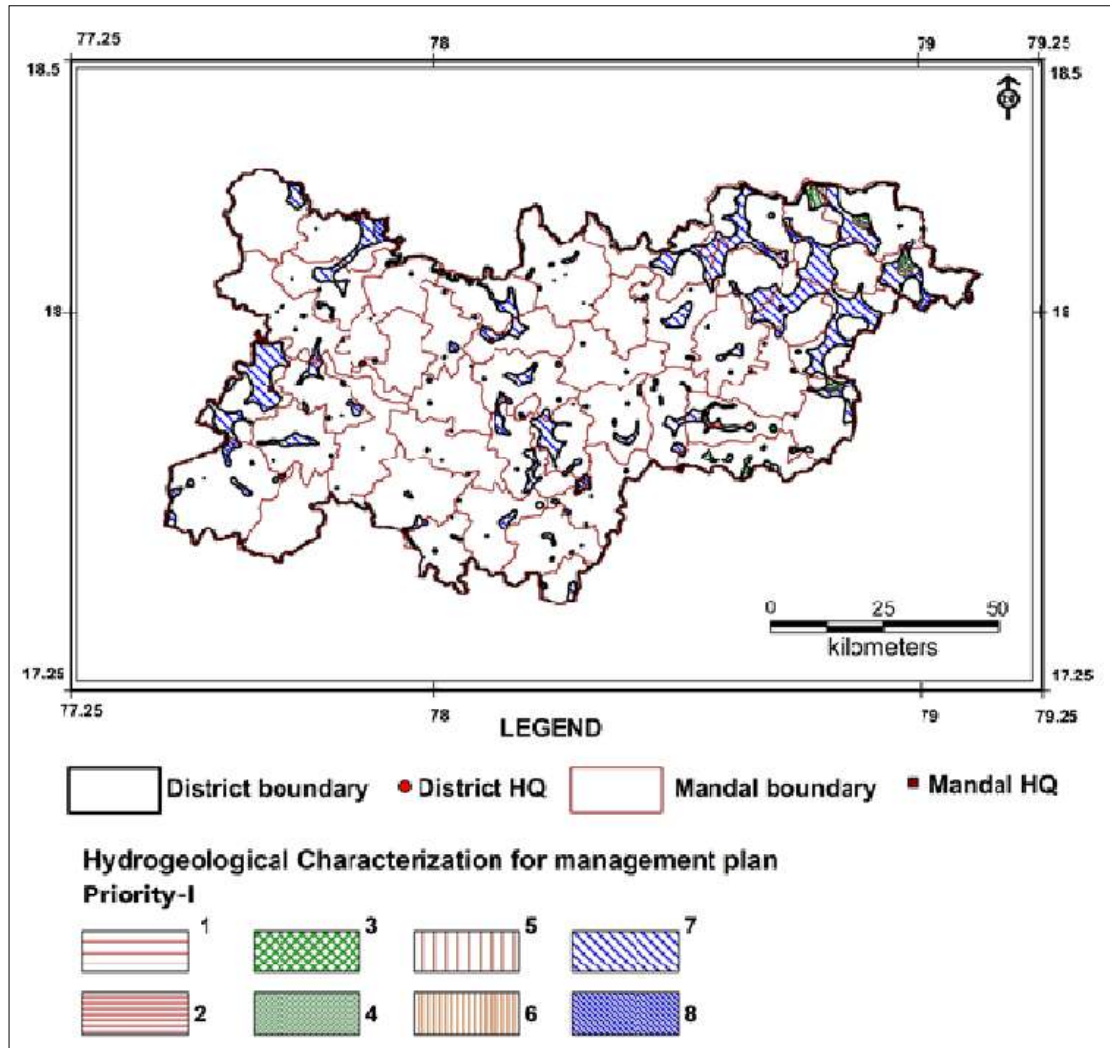 77.25 78 79 79.25
18.5 18.5
18 18
17.25 17.25
77.25 78 79 79.25
0 25 50
kilometers
LEGEND
District boundary District HQ Mandal boundary Mandal HQ
Hydrogeological Characterization for management plan
Priority-I
1 3 5 7
2 4 6 8